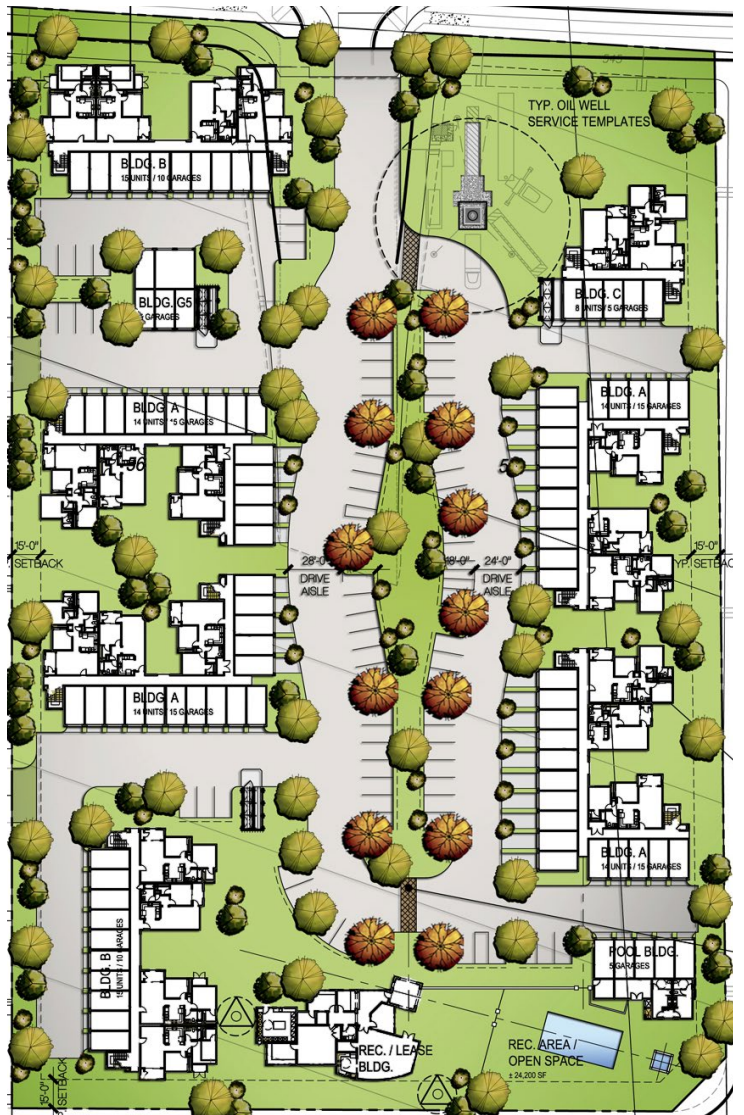 TYP. OIL WELL
SERVICE TEMPLATES
BLDG. B
15 UNITS / 10 GARAGES
BLDG. G5
GARAGES
BLDG. C
8 UNITS / 5 GARAGES
BLDG. A
14 UNITS / 15 GARAGES
BLDG. A
14 UNITS
GARAGES
15'-0"
SETBACK
28'-0"
DRIVE
AISLE
18'-0"
24'-0"
DRIVE
AISLE
15'-0"
TYP. SETBACK
BLDG. A
14 UNITS / 15 GARAGES
BLDG. A
14 UNITS / 15 GARAGES
BLDG. B
15 UNITS / 10 GARAGES
POOL BLDG.
5 GARAGES
REC. / LEASE
BLDG.
REC. AREA /
OPEN SPACE
± 24,200 SF
15'-0"
SETBACK